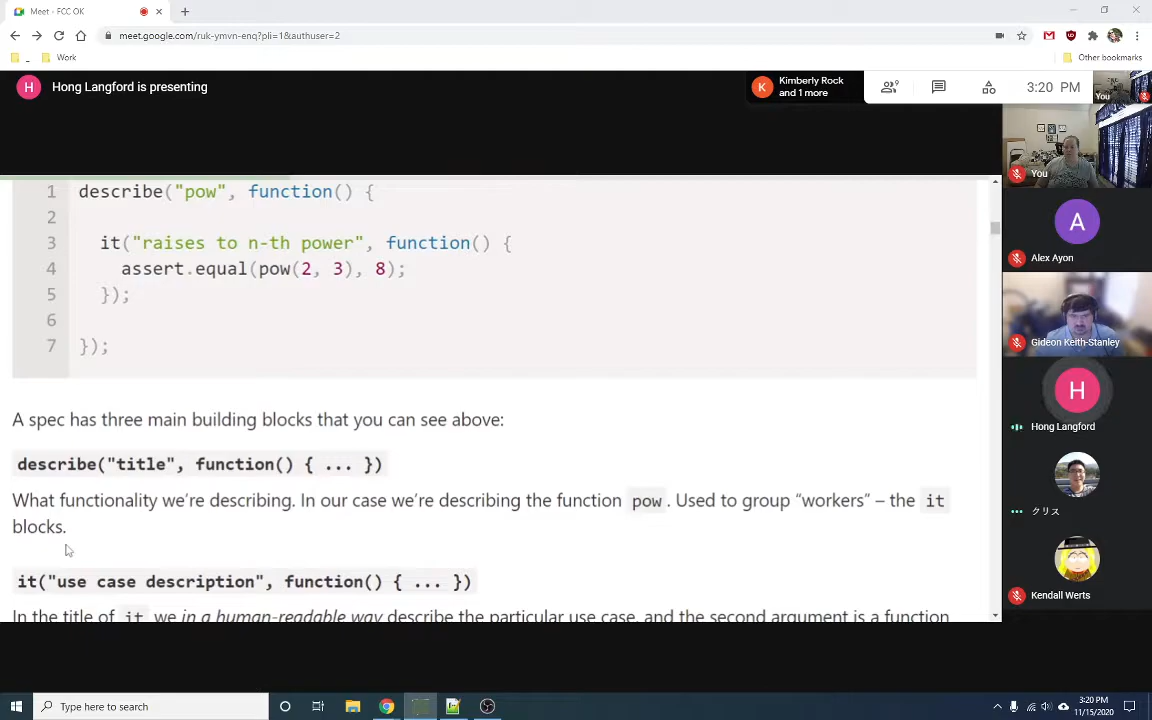 Meet - FCC OK
meet.google.com/ruk-ymvn-enq?pli=1&authuser=2
Work
Other bookmarks
H
Hong Langford is presenting
K
Kimberly Rock
and 1 more
3:20 PM
You
You
A
Alex Ayon
Gideon Keith-Stanley
H
Hong Langford
クリス
Kendall Werts
1 describe("pow", function() {
2
3 it("raises to n-th power", function() {
4 assert.equal(pow(2, 3), 8);
5 });
6
7 });
A spec has three main building blocks that you can see above:
describe("title", function() { ... })
What functionality we’re describing. In our case we’re describing the function pow. Used to group “workers” – the it
blocks.
it("use case description", function() { ... })
In the title of it we in a human-readable way describe the particular use case, and the second argument is a function
Type here to search
3:20 PM
11/15/2020